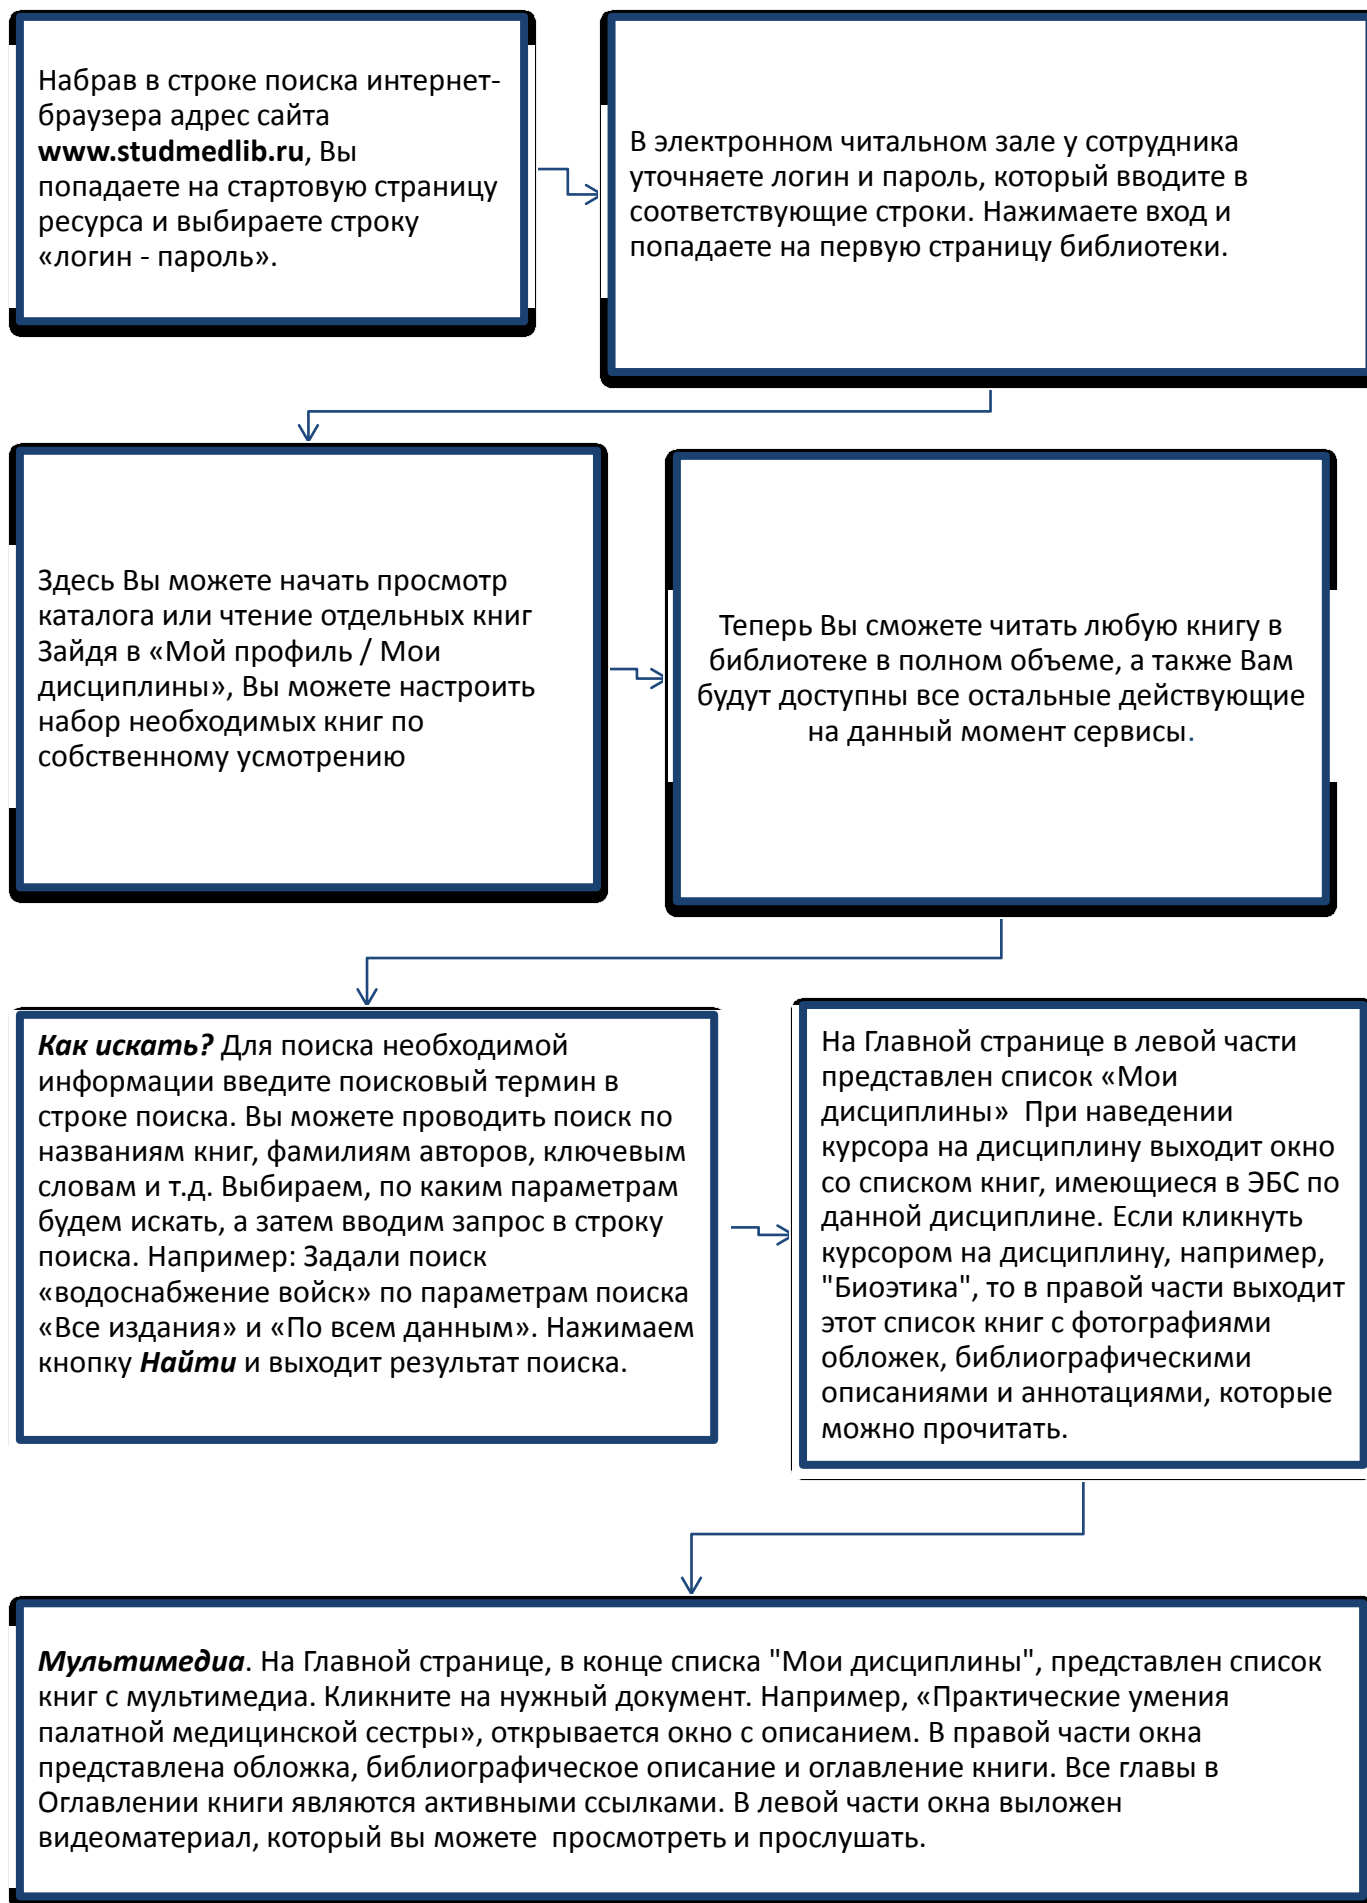 Набрав в строке поиска интернет-
браузера адрес сайта
www.studmedlib.ru, Вы
попадаете на стартовую страницу
ресурса и выбираете строку
«логин - пароль».
В электронном читальном зале у сотрудника
уточняете логин и пароль, который вводите в
соответствующие строки. Нажимаете вход и
попадаете на первую страницу библиотеки.
Здесь Вы можете начать просмотр
каталога или чтение отдельных книг
Зайдя в «Мой профиль / Мои
дисциплины», Вы можете настроить
набор необходимых книг по
собственному усмотрению
Теперь Вы сможете читать любую книгу в
библиотеке в полном объеме, а также Вам
будут доступны все остальные действующие
на данный момент сервисы.
Как искать? Для поиска необходимой
информации введите поисковый термин в
строке поиска. Вы можете проводить поиск по
названиям книг, фамилиям авторов, ключевым
словам и т.д. Выбираем, по каким параметрам
будем искать, а затем вводим запрос в строку
поиска. Например: Задали поиск
«водоснабжение войск» по параметрам поиска
«Все издания» и «По всем данным». Нажимаем
кнопку Найти и выходит результат поиска.
На Главной странице в левой части
представлен список «Мои
дисциплины»  При наведении
курсора на дисциплину выходит окно
со списком книг, имеющиеся в ЭБС по
данной дисциплине. Если кликнуть
курсором на дисциплину, например,
"Биоэтика", то в правой части выходит
этот список книг с фотографиями
обложек, библиографическими
описаниями и аннотациями, которые
можно прочитать.
Мультимедиа. На Главной странице, в конце списка "Мои дисциплины", представлен список
книг с мультимедиа. Кликните на нужный документ. Например, «Практические умения
палатной медицинской сестры», открывается окно с описанием. В правой части окна
представлена обложка, библиографическое описание и оглавление книги. Все главы в
Оглавлении книги являются активными ссылками. В левой части окна выложен
видеоматериал, который вы можете  просмотреть и прослушать.